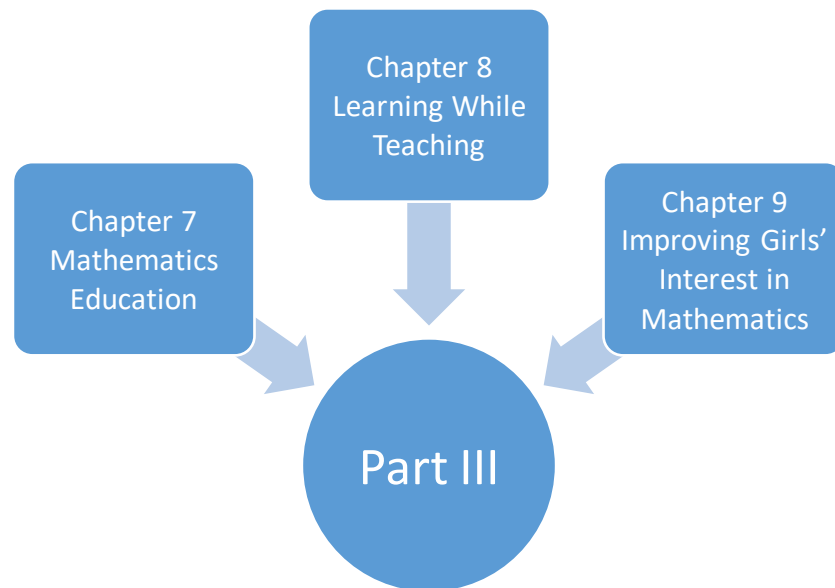 Chapter 8
Learning While
Teaching
Chapter 7
Mathematics
Education
Chapter 9
Improving Girls’
Interest in
Mathematics
Part III